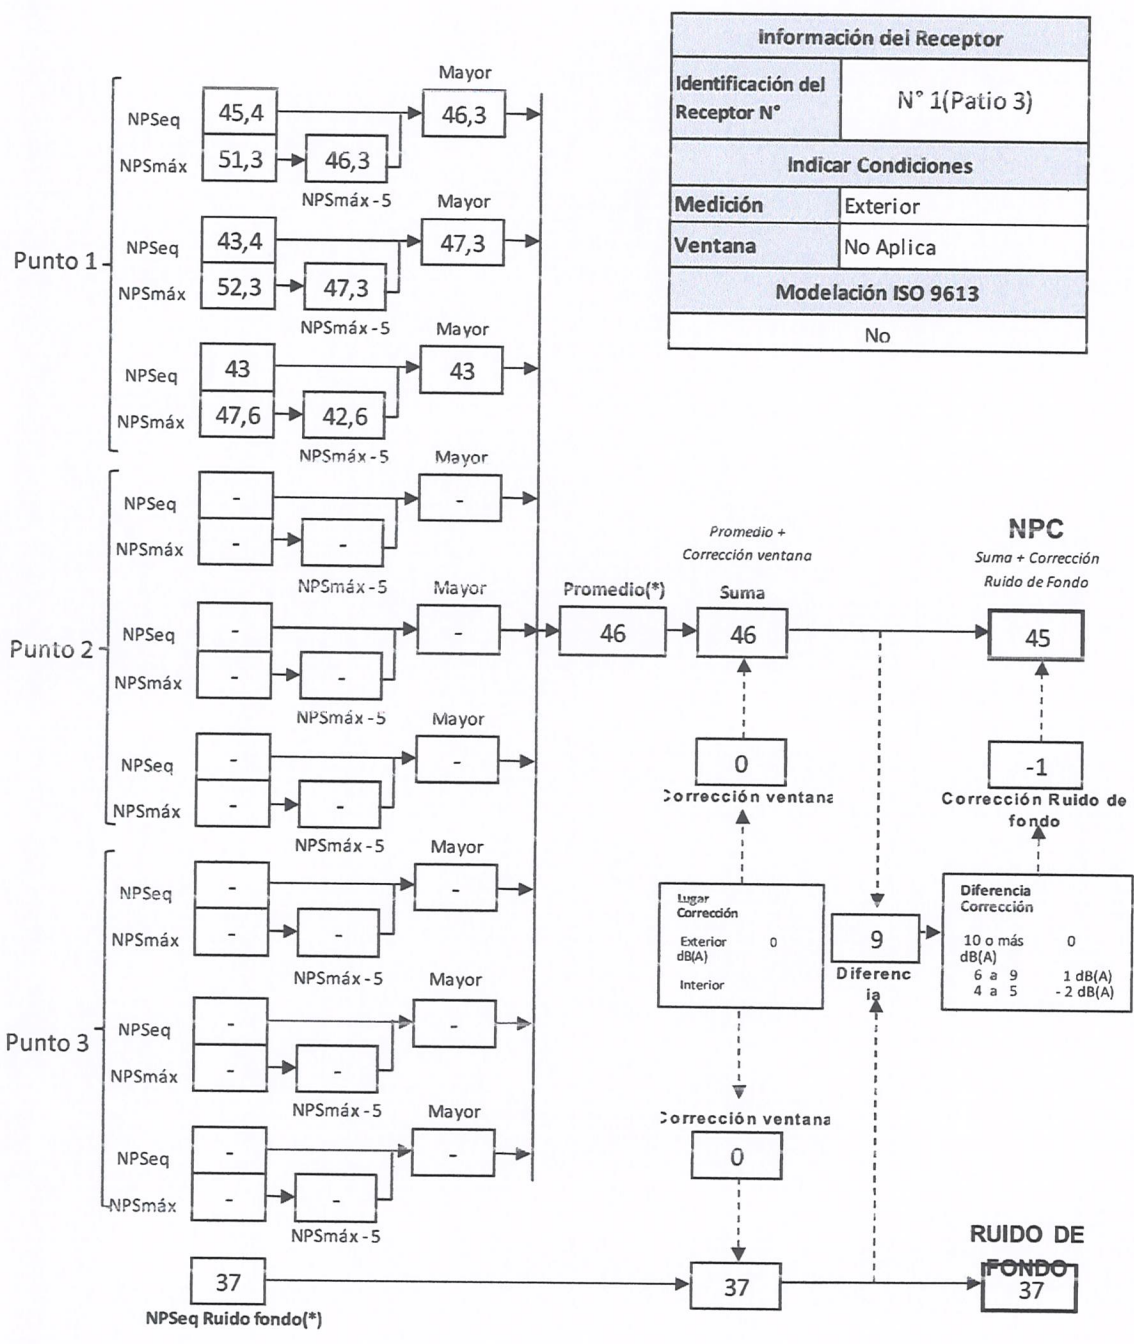 Información del Receptor
Identificación del
Receptor N°
N° 1(Patio 3)
Indicar Condiciones
Medición
Exterior
Ventana
No Aplica
Modelación ISO 9613
No
Punto 1
NPSeq
45,4
Mayor
46,3
NPSmáx
51,3
46,3
NPSmáx - 5
NPSeq
43,4
Mayor
47,3
NPSmáx
52,3
47,3
NPSmáx - 5
NPSeq
43
Mayor
43
NPSmáx
47,6
42,6
NPSmáx - 5
Punto 2
NPSeq
-
Mayor
-
NPSmáx
-
-
NPSmáx - 5
NPSeq
-
Mayor
-
NPSmáx
-
-
NPSmáx - 5
NPSeq
-
Mayor
-
NPSmáx
-
-
NPSmáx - 5
Punto 3
NPSeq
-
Mayor
-
NPSmáx
-
-
NPSmáx - 5
NPSeq
-
-
NPSmáx
-
-
NPSmáx - 5
NPSeq
-
Mayor
-
NPSmáx
-
-
NPSmáx - 5
37
NPSeq Ruido fondo(*)
Promedio(*)
46
Promedio +
Corrección ventana
Suma
46
0
Corrección ventana
Lugar
Corrección
Exterior 0
dB(A)
Interior
Corrección ventana
0
37
9
Diferenc
ia
NPC
Suma + Corrección
Ruido de Fondo
45
-1
Corrección Ruido de
fondo
Diferencia
Corrección
10 o más 0
dB(A)
6 a 9 1 dB(A)
4 a 5 - 2 dB(A)
RUIDO DE
FONDO
37